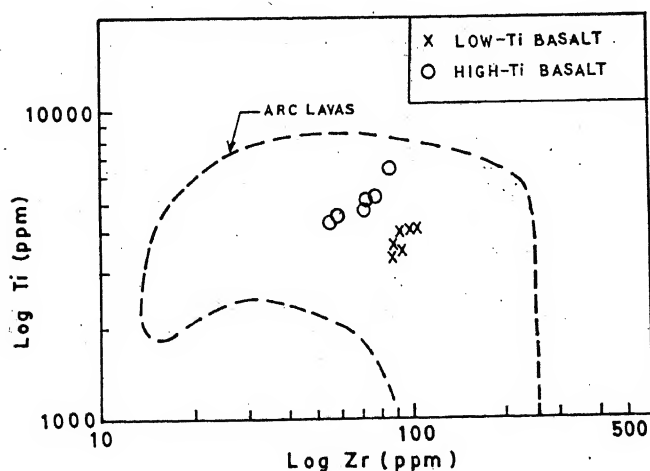 x LOW-Ti BASALT
O HIGH-Ti BASALT
ARC LAVAS
10000
1000
Log Ti (ppm)
10
100
500
Log Zr (ppm)